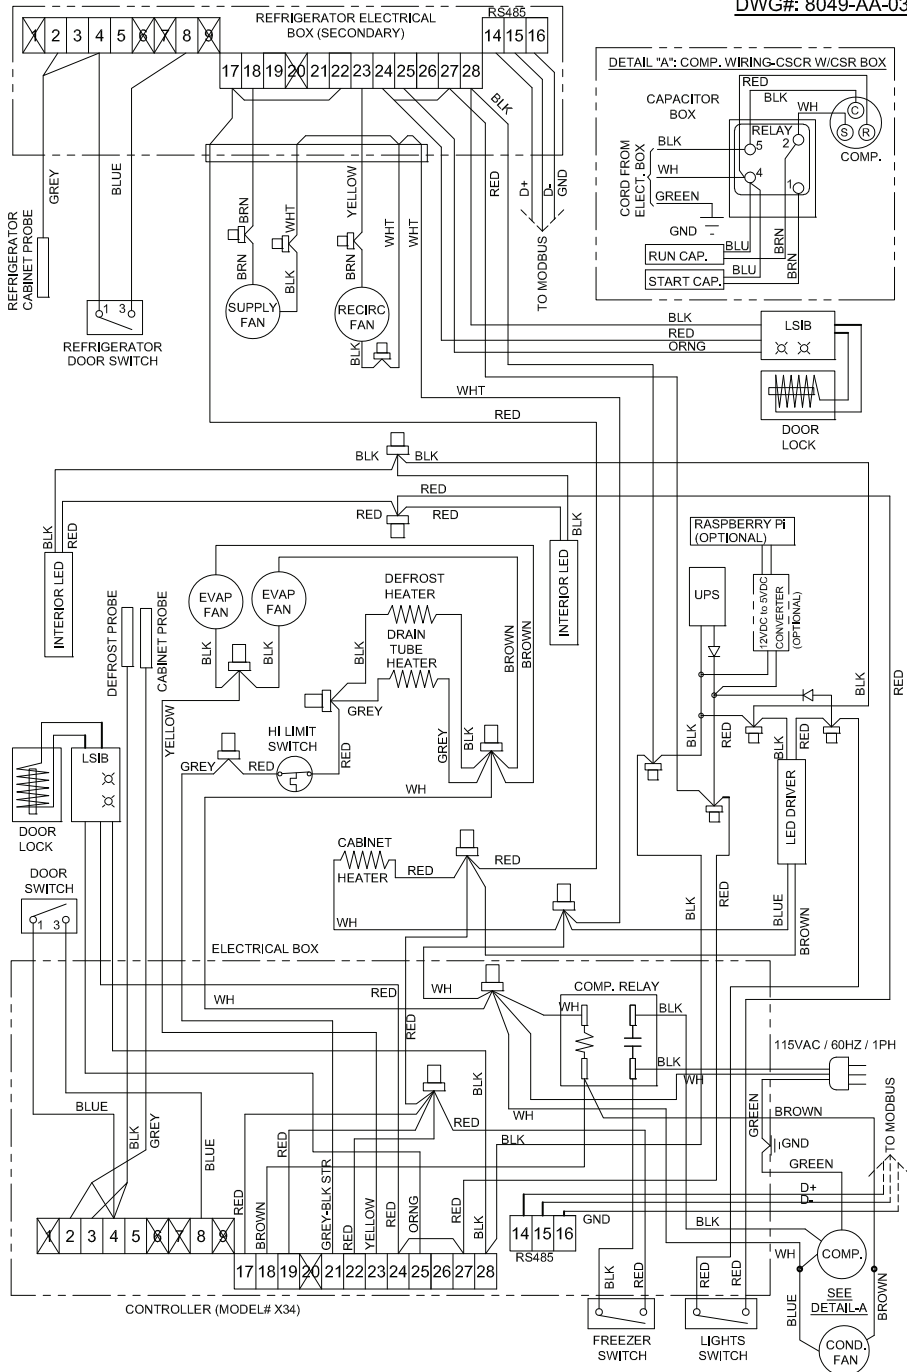 DWG#: 8049-AA-03
REFRIGERATOR ELECTRICAL
BOX (SECONDARY)
RS485
1 2 3 4 5 6 7 8 9
14 15 16
17 18 19 20 21 22 23 24 25 26 27 28
BLK
GREY
BLUE
REFRIGERATOR
CABINET PROBE
1 3
REFRIGERATOR
DOOR SWITCH
BRN
WHT
YELLOW
WHT
WHT
RED
D+
D-
GND
TO MODBUS
BRN
BLK
BRN
SUPPLY
FAN
RECIRC
FAN
BLK
DETAIL "A": COMP. WIRING-CSCR W/CSR BOX
RED
BLK
WH
CAPACITOR
BOX
RELAY
5
2
4
1
C
S
R
COMP.
CORD FROM
ELECT. BOX
BLK
WH
GREEN
GND
BLU
BRN
RUN CAP.
START CAP.
BLU
BRN
BLK
RED
ORNG
LSIB
DOOR
LOCK
WHT
RED
BLK
BLK
RED
RED
RED
BLK
RED
INTERIOR LED
BLK
INTERIOR LED
RASPBERRY Pi
(OPTIONAL)
UPS
12VDC to 5VDC
CONVERTER
(OPTIONAL)
DEFROST PROBE
CABINET PROBE
EVAP
FAN
EVAP
FAN
BLK
BLK
DEFROST
HEATER
DRAIN
TUBE
HEATER
BLK
GREY
GREY
BLK
BROWN
BROWN
YELLOW
HI LIMIT
SWITCH
GREY
RED
RED
WH
BLK
RED
BLK
RED
BLK
RED
LED DRIVER
LSIB
DOOR
LOCK
DOOR
SWITCH
1 3
CABINET
HEATER
RED
RED
WH
BLK
RED
BLUE
BROWN
ELECTRICAL BOX
WH
RED
RED
WH
COMP. RELAY
WH
BLK
BLK
115VAC / 60HZ / 1PH
WH
BLUE
BLK
GREY
BLUE
BLK
RED
RED
WH
BLK
GREEN
BROWN
GND
GREEN
TO MODBUS
RED
BROWN
GREY-BLK STR
RED
YELLOW
RED
ORNG
RED
BLK
D+
D-
GND
1 2 3 4 5 6 7 8 9
14 15 16
RS485
17 18 19 20 21 22 23 24 25 26 27 28
CONTROLLER (MODEL# X34)
BLK
RED
FREEZER
SWITCH
RED
RED
LIGHTS
SWITCH
BLK
WH
COMP.
SEE
DETAIL-A
BLUE
BROWN
COND.
FAN